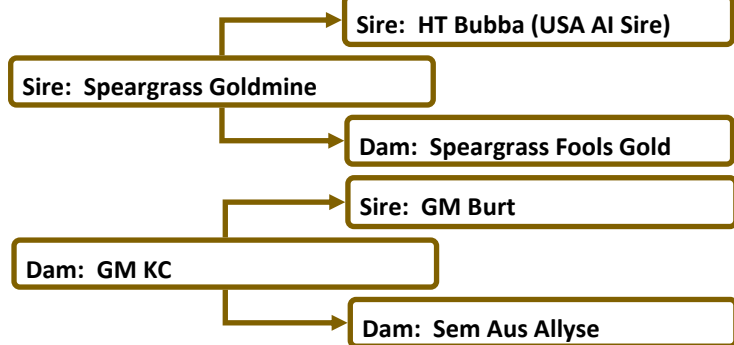 Sire: HT Bubba (USA AI Sire)
Sire: Speargrass Goldmine
Dam: Speargrass Fools Gold
Sire: GM Burt
Dam: GM KC
Dam: Sem Aus Allyse